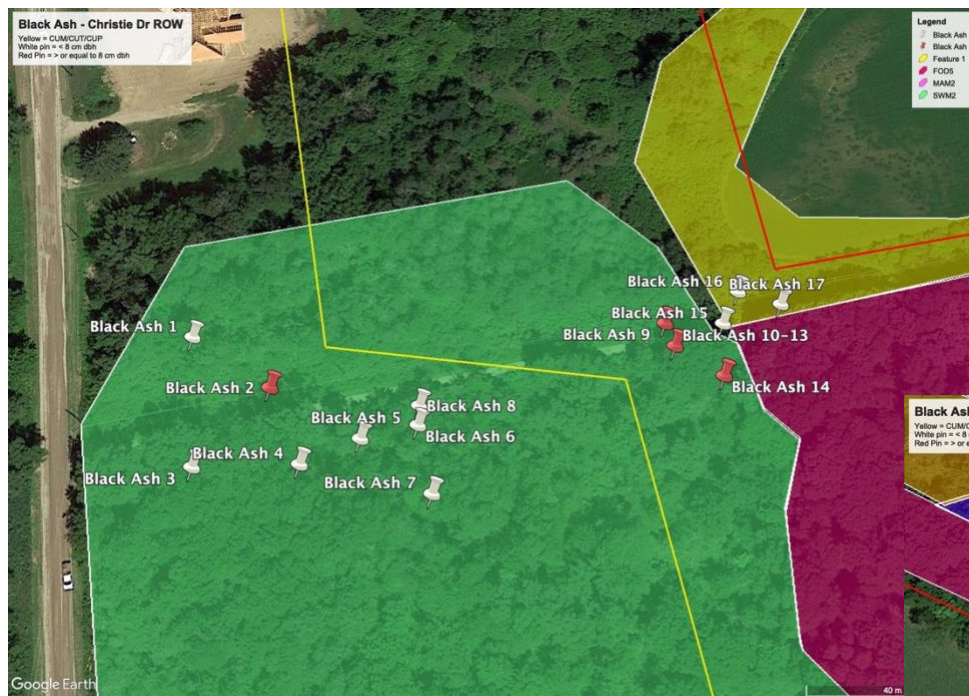 Black Ash - Christie Dr ROW
Yellow = CUM/CUT/CUP
White pin = < 8 cm dbh
Red Pin = > or equal to 8 cm dbh
Legend
Black Ash
Black Ash
Feature 1
FOD5
MAM2
SWM2
Black Ash 16
Black Ash 17
Black Ash 15
Black Ash 1
Black Ash 9
Black Ash 10-13
Black Ash 2
Black Ash 14
Black Ash 8
Black Ash 5
Black Ash 6
Black Ash 4
Black Ash 3
Black Ash 7
Black Ash
Yellow = CUM/C
White pin = < 8
Red Pin = > or e
Google Earth
40 m